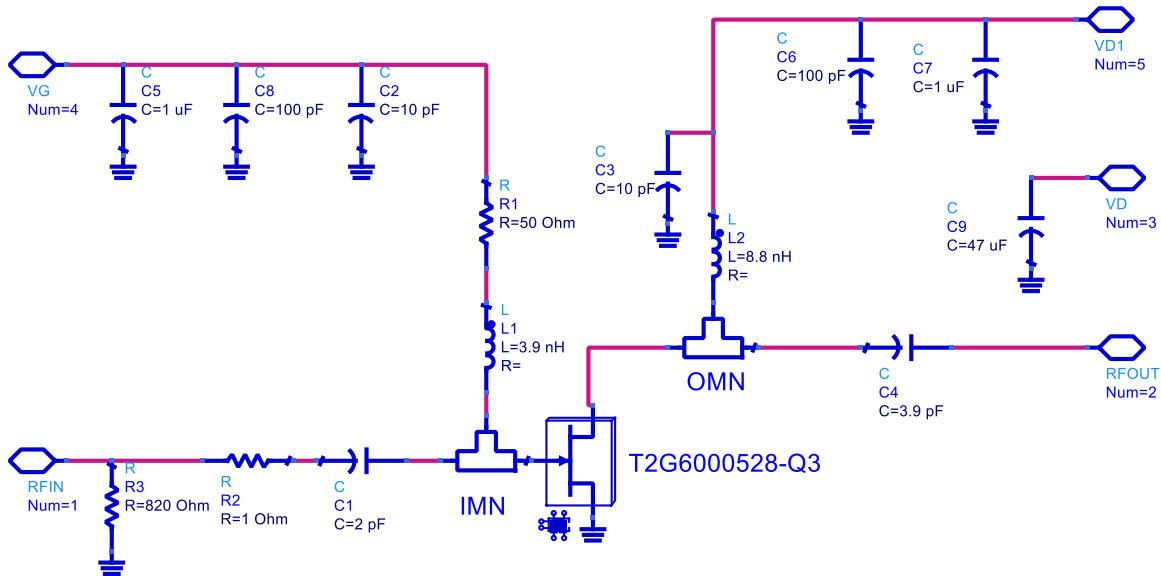 VG
Num=4
C
C5
C=1 uF
C
C8
C=100 pF
C
C2
C=10 pF
R
R1
R=50 Ohm
L
L1
L=3.9 nH
R=
C
C6
C=100 pF
C
C7
C=1 uF
VD1
Num=5
C
C3
C=10 pF
L
L2
L=8.8 nH
R=
C
C9
C=47 uF
VD
Num=3
OMN
C
C4
C=3.9 pF
RFOUT
Num=2
RFIN
Num=1
R
R3
R=820 Ohm
R
R2
R=1 Ohm
C
C1
C=2 pF
IMN
T2G6000528-Q3